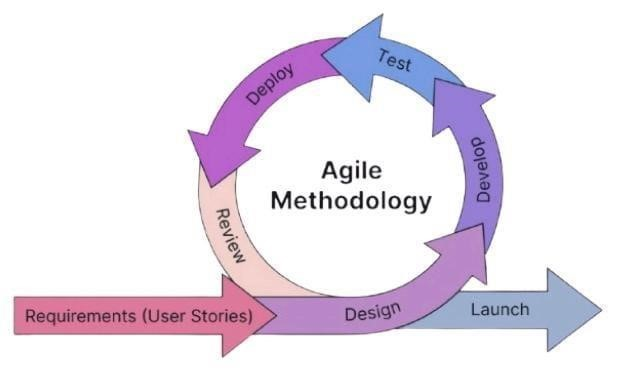 Agile
Methodology
Requirements (User Stories)
Design
Develop
Test
Deploy
Review
Launch